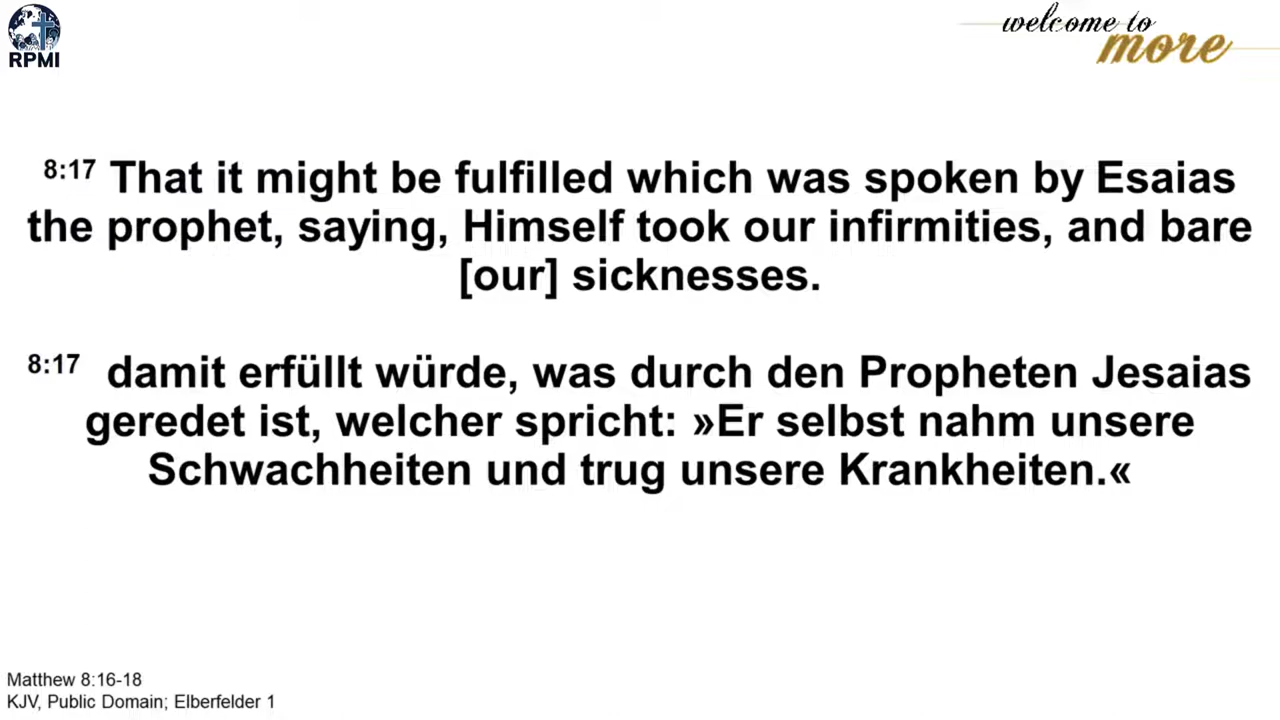 RPMI
welcome to
more
8:17 That it might be fulfilled which was spoken by Esaias
the prophet, saying, Himself took our infirmities, and bare
[our] sicknesses.
8:17 damit erfüllt würde, was durch den Propheten Jesaias
geredet ist, welcher spricht: »Er selbst nahm unsere
Schwachheiten und trug unsere Krankheiten.«
Matthew 8:16-18
KJV, Public Domain; Elberfelder 1